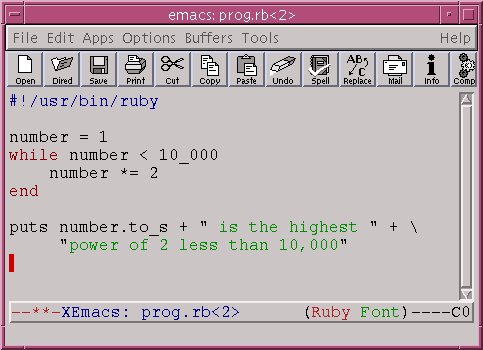 emacs: prog.rb<2>
File Edit Apps Options Buffers Tools Help
Open Dired Save Print Cut Copy Paste Undo Spell Replace Mail Info Comp
#!/usr/bin/ruby
number = 1
while number < 10_000
    number *= 2
end
puts number.to_s + " is the highest " + \
     "power of 2 less than 10,000"
--**-XEmacs: prog.rb<2>      (Ruby Font)----C0